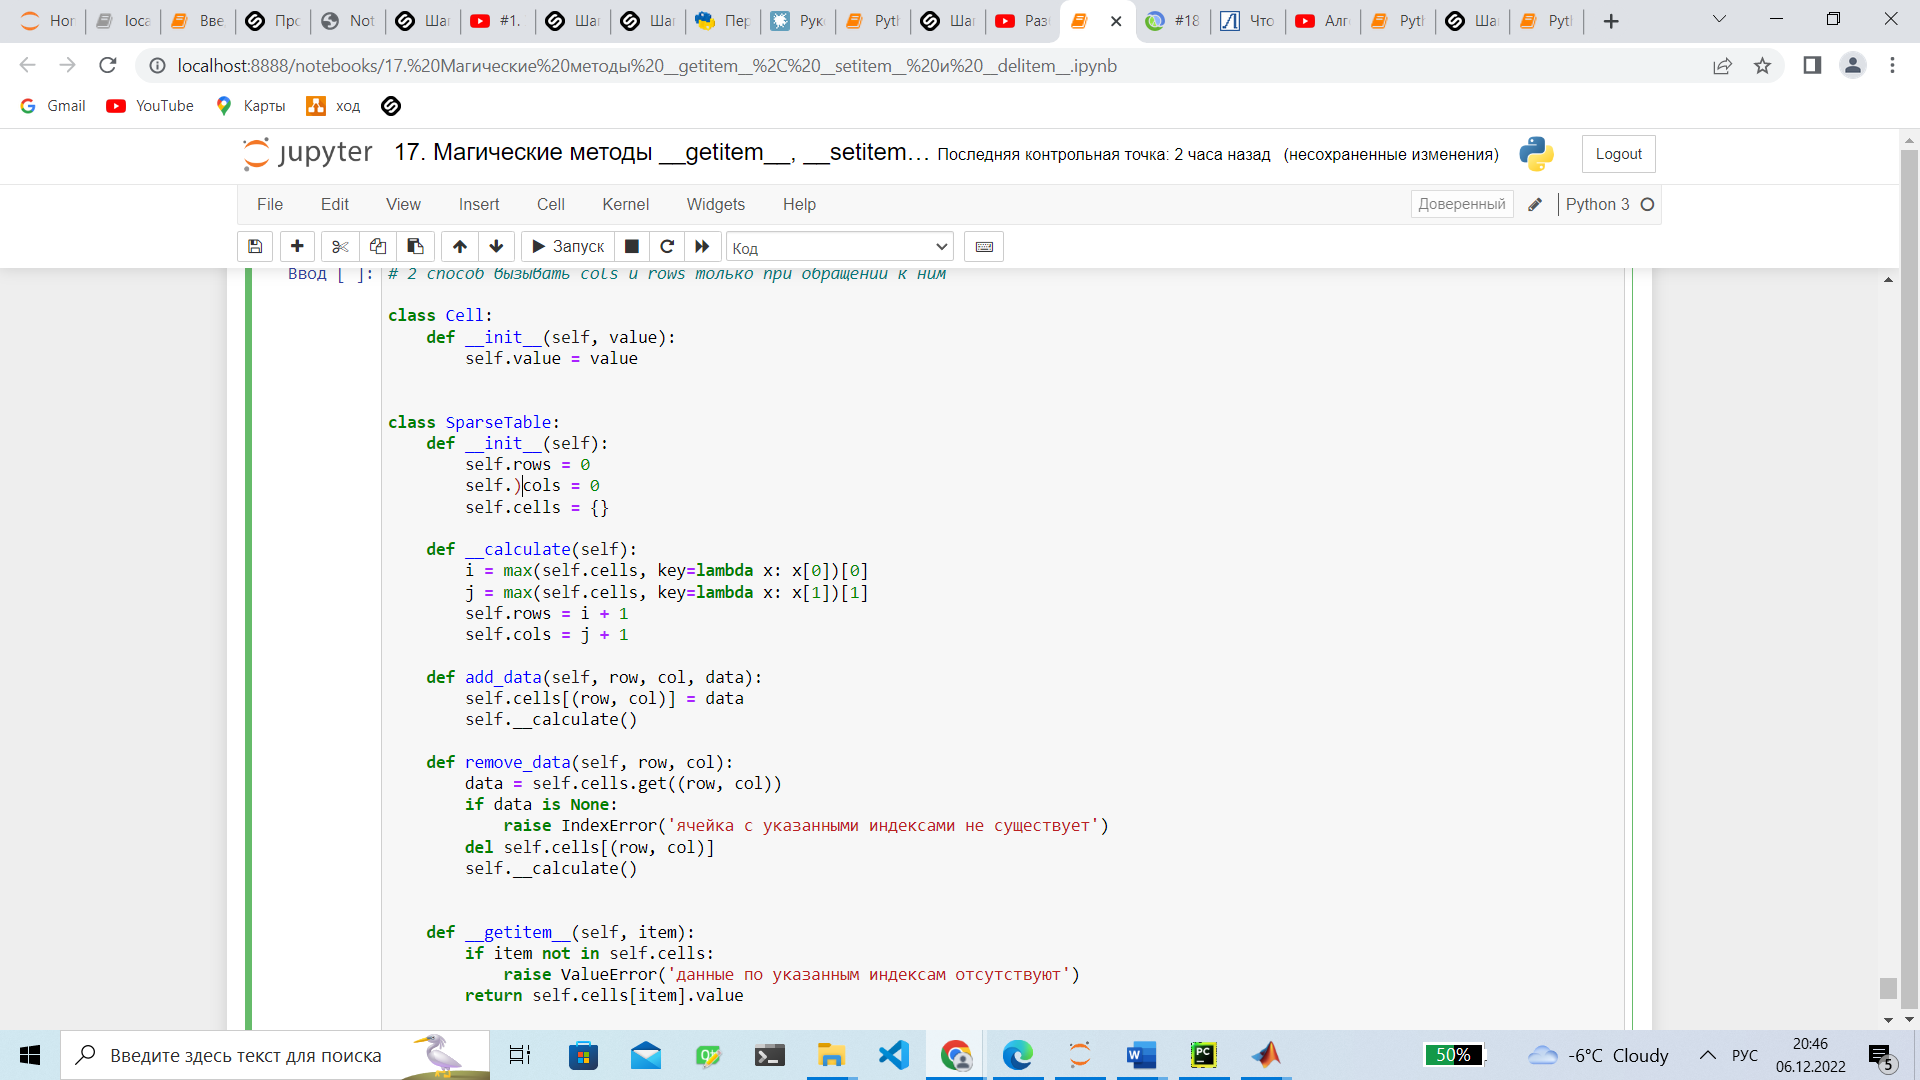 Hor
loca
Вве
Про
Not
Шаг
#1.
Шаг
Шаг
Пер
Рук
Pyth
Шаг
Раз
#18
Что
Алг
Pyth
Шаг
Pyth
localhost:8888/notebooks/17.%20Магические%20методы%20__getitem__%2C%20__setitem__%20и%20__delitem__.ipynb
Gmail
YouTube
Карты
ход
jupyter
17. Магические методы __getitem__, __setitem…
Последняя контрольная точка: 2 часа назад (несохраненные изменения)
Logout
File Edit View Insert Cell Kernel Widgets Help
Доверенный
Python 3
Запуск
Код
Ввод [ ]:
# 2 способ вызывать cols и rows только при обращении к ним
class Cell:
    def __init__(self, value):
        self.value = value
class SparseTable:
    def __init__(self):
        self.rows = 0
        self.)cols = 0
        self.cells = {}
    def __calculate(self):
        i = max(self.cells, key=lambda x: x[0])[0]
        j = max(self.cells, key=lambda x: x[1])[1]
        self.rows = i + 1
        self.cols = j + 1
    def add_data(self, row, col, data):
        self.cells[(row, col)] = data
        self.__calculate()
    def remove_data(self, row, col):
        data = self.cells.get((row, col))
        if data is None:
            raise IndexError('ячейка с указанными индексами не существует')
        del self.cells[(row, col)]
        self.__calculate()
    def __getitem__(self, item):
        if item not in self.cells:
            raise ValueError('данные по указанным индексам отсутствуют')
        return self.cells[item].value
Введите здесь текст для поиска
50%
-6°C Cloudy
РУС
20:46
06.12.2022
5